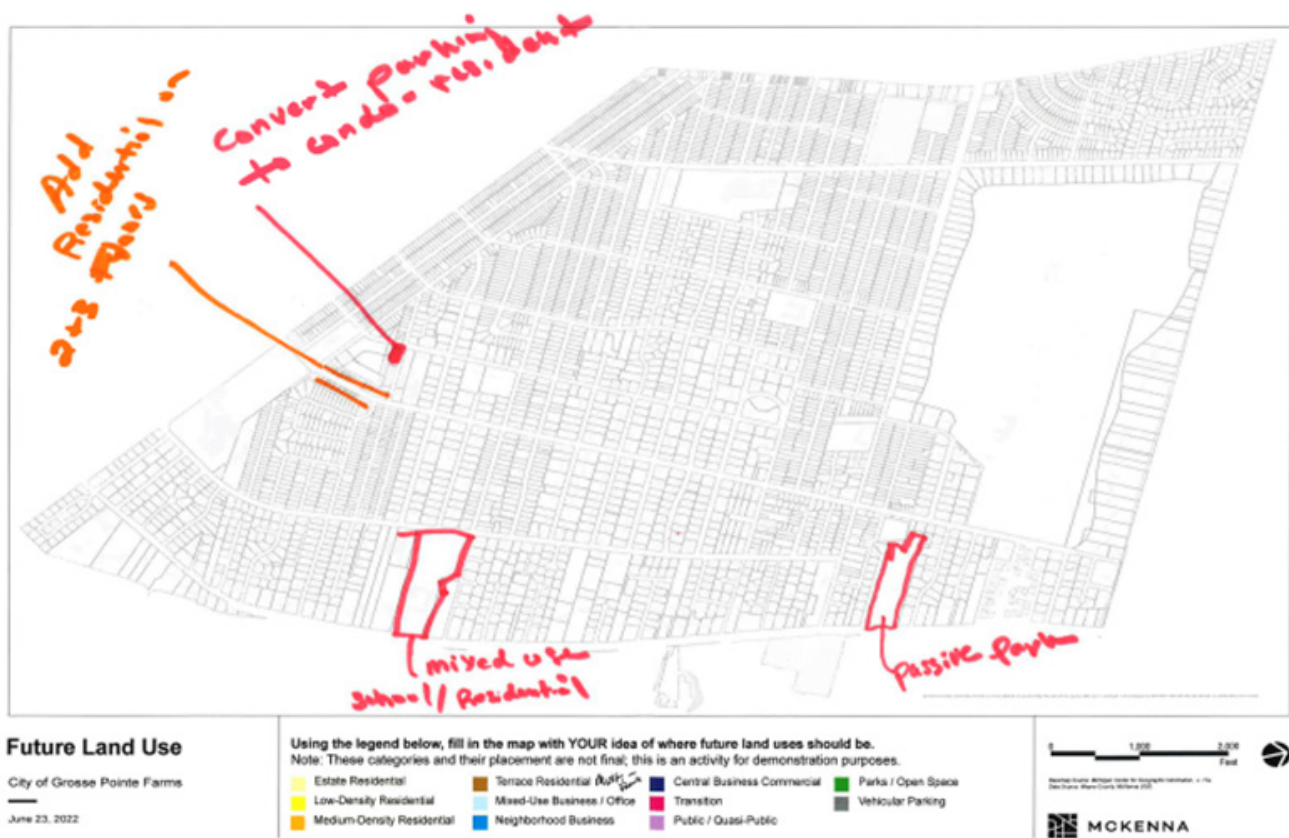 Convert parking
to condo - resident
Add
Residential on
2+3 floors
mixed use
school / Residential
passive park
Future Land Use
City of Grosse Pointe Farms
June 23, 2022
Using the legend below, fill in the map with YOUR idea of where future land uses should be.
Note: These categories and their placement are not final; this is an activity for demonstration purposes.
Estate Residential
Low-Density Residential
Medium-Density Residential
Terrace Residential
Mixed-Use Business / Office
Neighborhood Business
Central Business Commercial
Transition
Public / Quasi-Public
Parks / Open Space
Vehicular Parking
0 1,000 2,000
Feet
MCKENNA